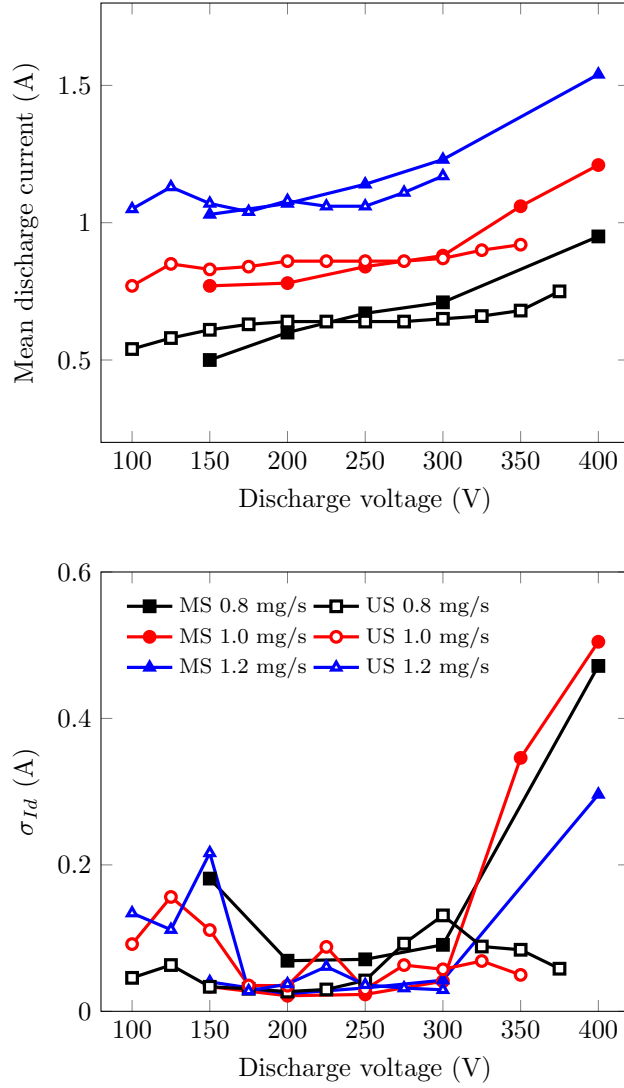 1.5
1
0.5
100 150 200 250 300 350 400
Discharge voltage (V)
Mean discharge current (A)
0.6
0.4
0.2
0
MS 0.8 mg/s US 0.8 mg/s
MS 1.0 mg/s US 1.0 mg/s
MS 1.2 mg/s US 1.2 mg/s
100 150 200 250 300 350 400
Discharge voltage (V)
σ_{Id} (A)